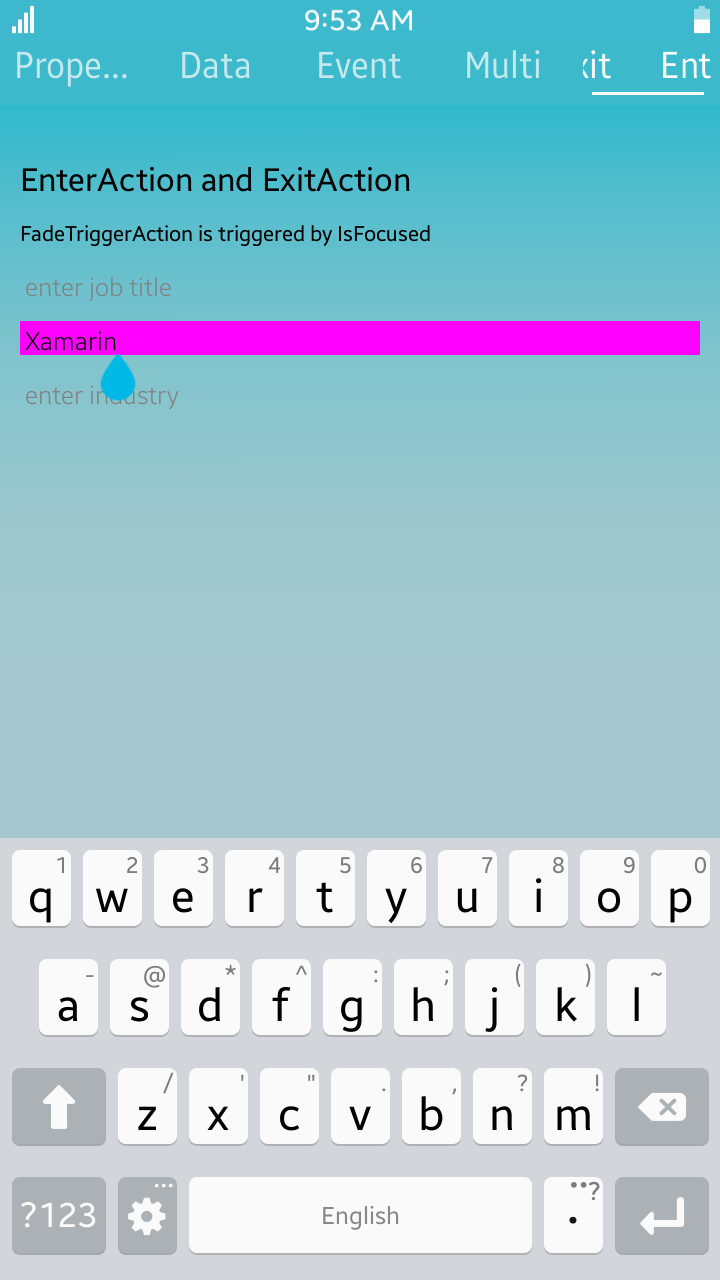 9:53 AM
Prope... Data Event Multi xit Ent
EnterAction and ExitAction
FadeTriggerAction is triggered by IsFocused
enter job title
Xamarin
enter industry
1 2 3 4 5 6 7 8 9 0
q w e r t y u i o p
- @ * ^ : ; ( ) ~
a s d f g h j k l
/ ' " . , ? !
z x c v b n m
?123 ... English . ..?